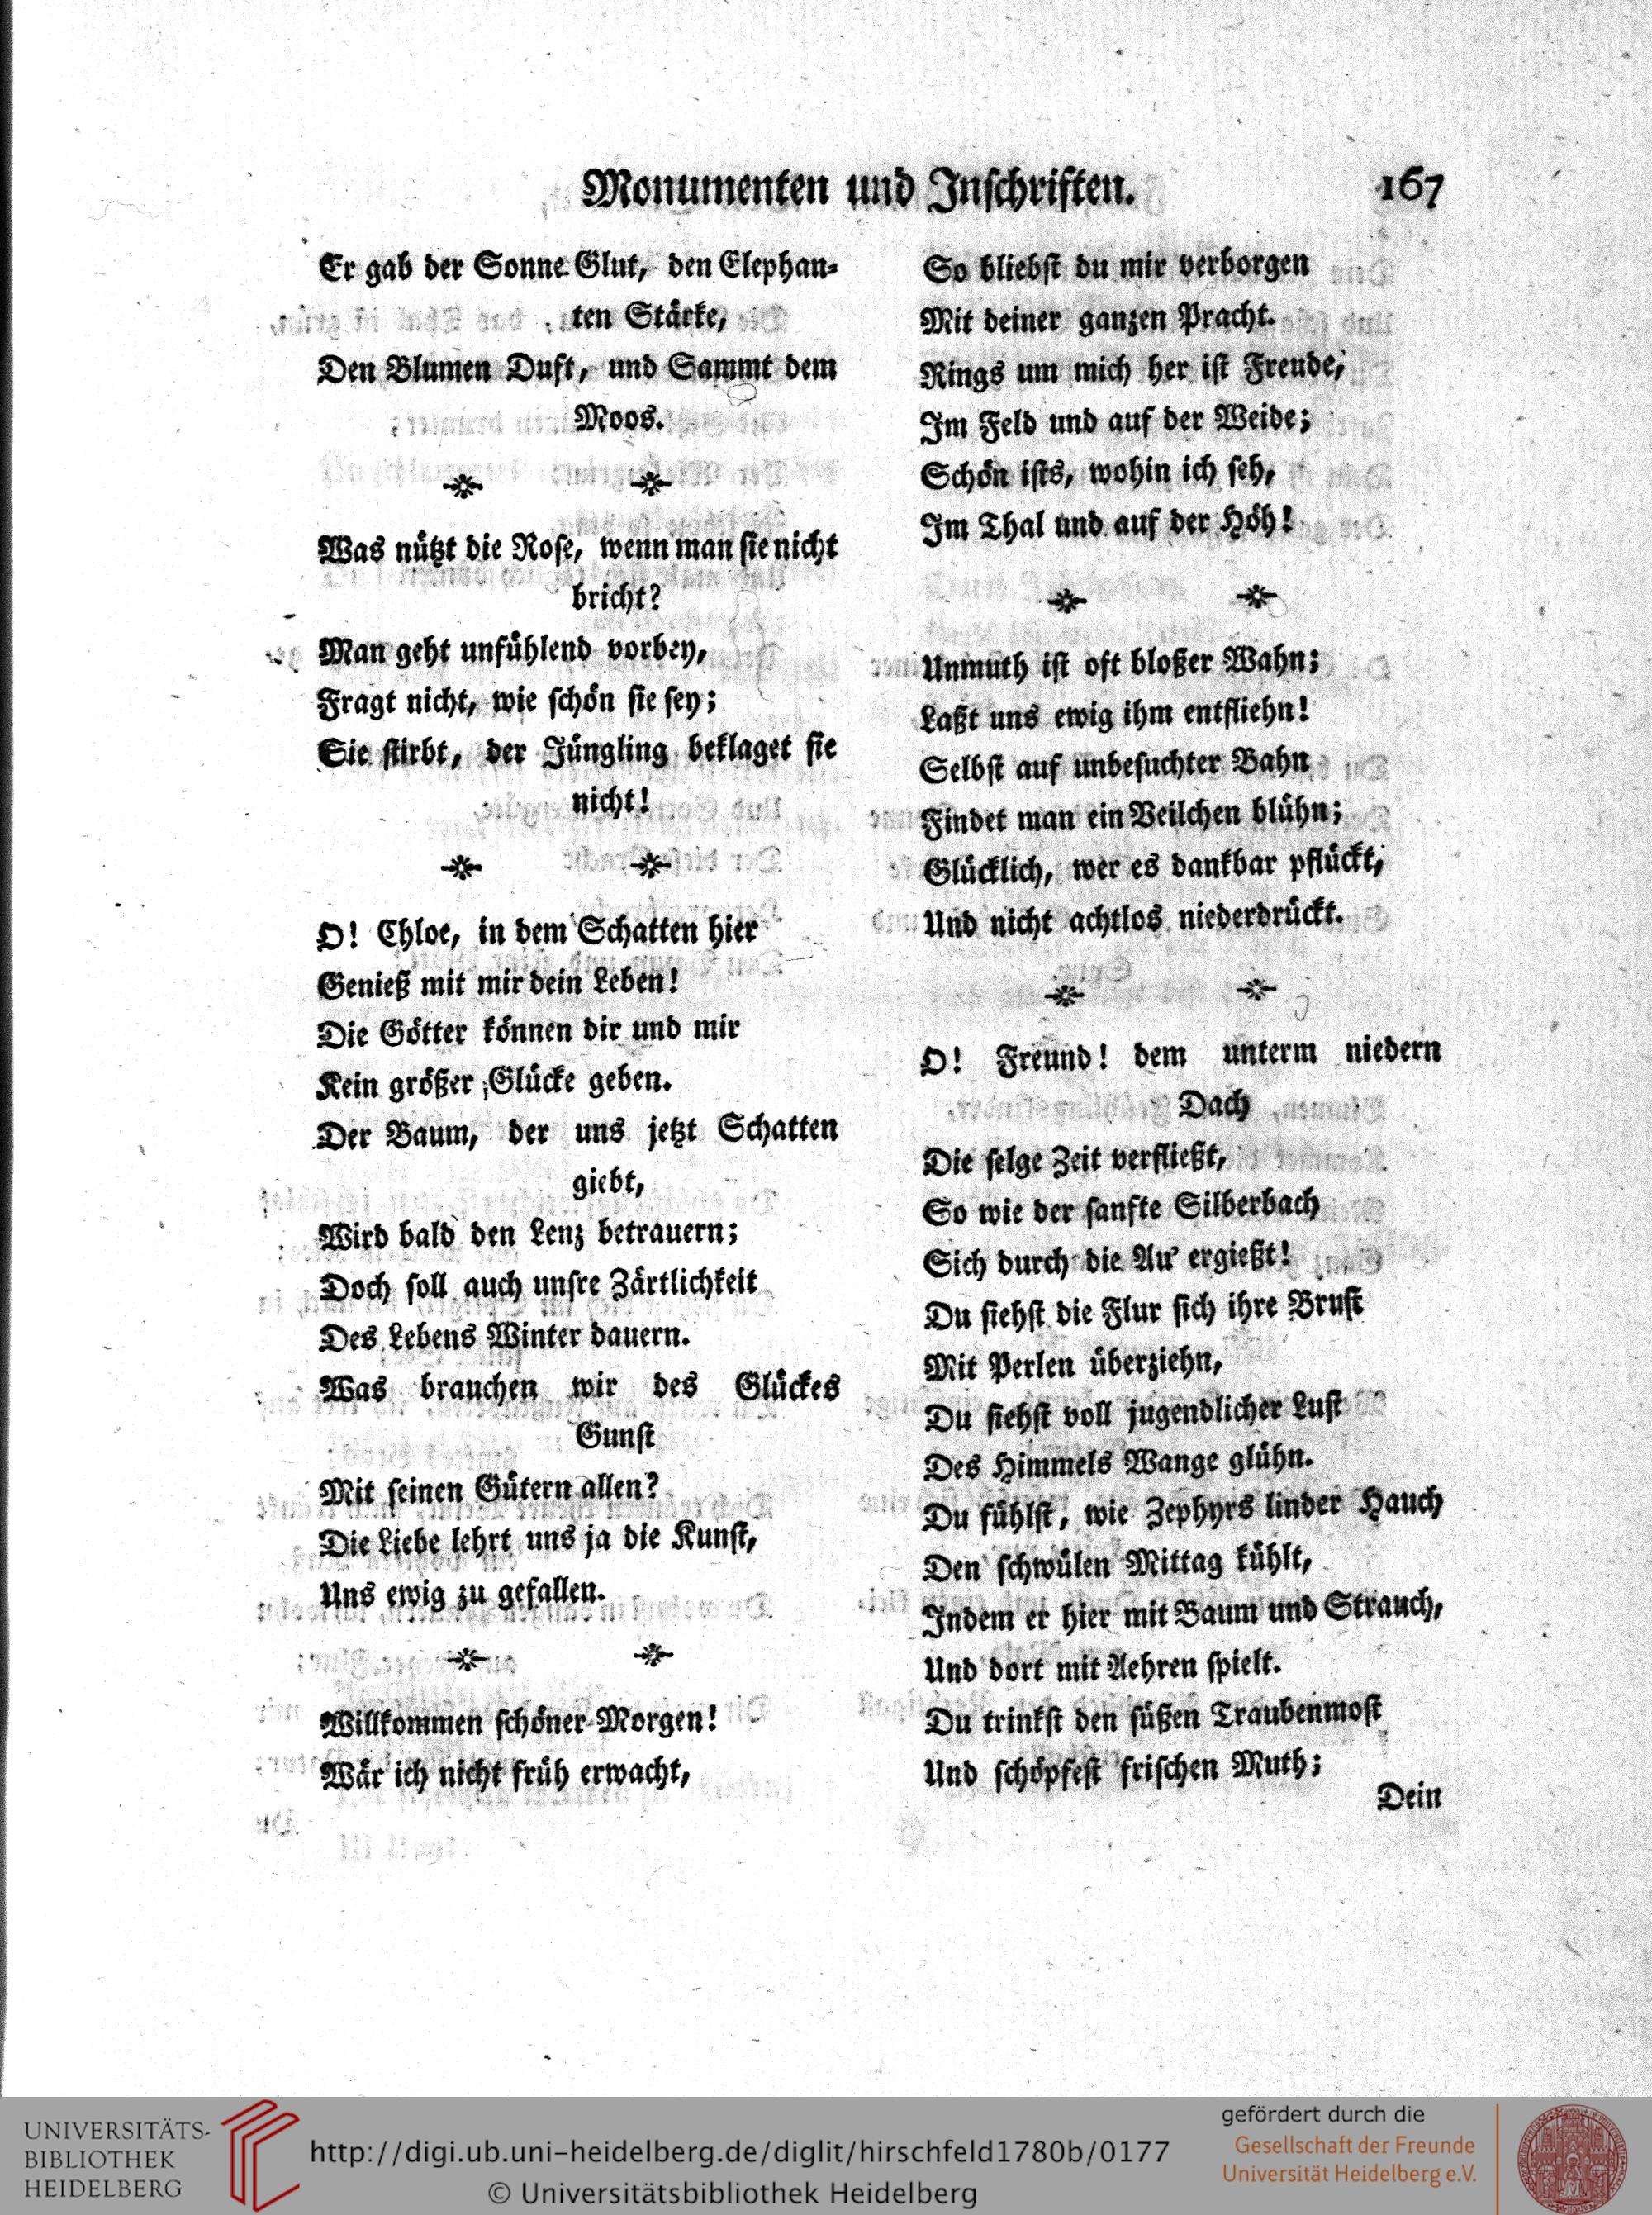 Monumenten und Inschriften. 167
Er gab der Sonne Glut, den Elephan-
ten Stärke,
Den Blumen Duft, und Sammt dem
Moos.
Was nützt die Rose, wenn man sie nicht
bricht?
Man geht unfühlend vorbey,
Fragt nicht, wie schön sie sey;
Sie stirbt, der Jüngling beklaget sie
nicht!
O! Chloe, in dem Schatten hier
Genieß mit mir dein Leben!
Die Götter können dir und mir
Kein größer Glücke geben.
Der Baum, der uns jetzt Schatten
giebt,
Wird bald den Lenz betrauern;
Doch soll auch unsre Zärtlichkeit
Des Lebens Winter dauern.
Was brauchen wir des Glückes
Gunst
Mit seinen Gütern allen?
Die Liebe lehrt uns ja die Kunst,
Uns ewig zu gefallen.
Willkommen schöner Morgen!
Wär ich nicht früh erwacht,
So bliebst du mir verborgen
Mit deiner ganzen Pracht.
Rings um mich her ist Freude,
Im Feld und auf der Weide;
Schön ists, wohin ich seh,
Im Thal und auf der Höh!
Unmuth ist oft bloßer Wahn;
Laßt uns ewig ihm entfliehn!
Selbst auf unbesuchter Bahn
Findet man ein Veilchen blühn;
Glücklich, wer es dankbar pflückt,
Und nicht achtlos niederdrückt.
O! Freund! dem unterm niedern
Dach
Die selge Zeit verfließt,
So wie der sanfte Silberbach
Sich durch die Au' ergießt!
Du siehst die Flur sich ihre Brust
Mit Perlen überziehn,
Du siehst voll jugendlicher Lust
Des Himmels Wange glühn.
Du fühlst, wie Zephyrs linder Hauch
Den schwülen Mittag kühlt,
Indem er hier mit Baum und Strauch,
Und dort mit Aehren spielt.
Du trinkst den süßen Traubenmost
Und schöpfest frischen Muth;
Dein
UNIVERSITÄTS-
BIBLIOTHEK
HEIDELBERG
http://digi.ub.uni-heidelberg.de/diglit/hirschfeld1780b/0177
© Universitätsbibliothek Heidelberg
gefördert durch die
Gesellschaft der Freunde
Universität Heidelberg e.V.